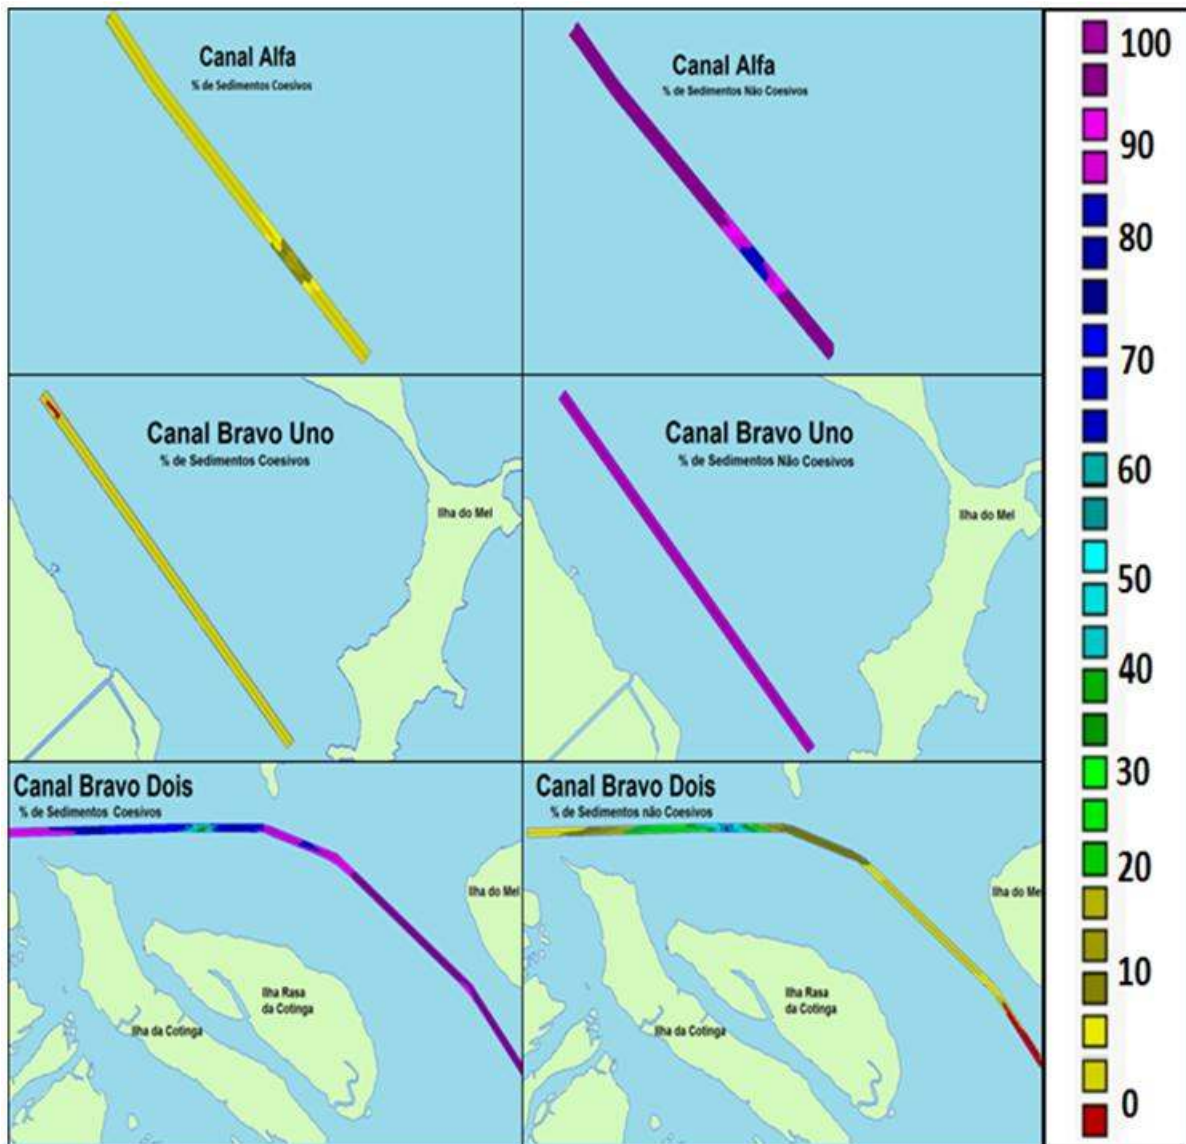 Canal Alfa
% de Sedimentos Coesivos
Canal Alfa
% de Sedimentos Não Coesivos
Canal Bravo Uno
% de Sedimentos Coesivos
Ilha do Mel
Canal Bravo Uno
% de Sedimentos Não Coesivos
Ilha do Mel
Canal Bravo Dois
% de Sedimentos Coesivos
Ilha do Mel
Ilha Rasa
da Cotinga
Ilha da Cotinga
Canal Bravo Dois
% de Sedimentos não Coesivos
Ilha do Me
Ilha Rasa
da Cotinga
Ilha da Cotinga
100
90
80
70
60
50
40
30
20
10
0